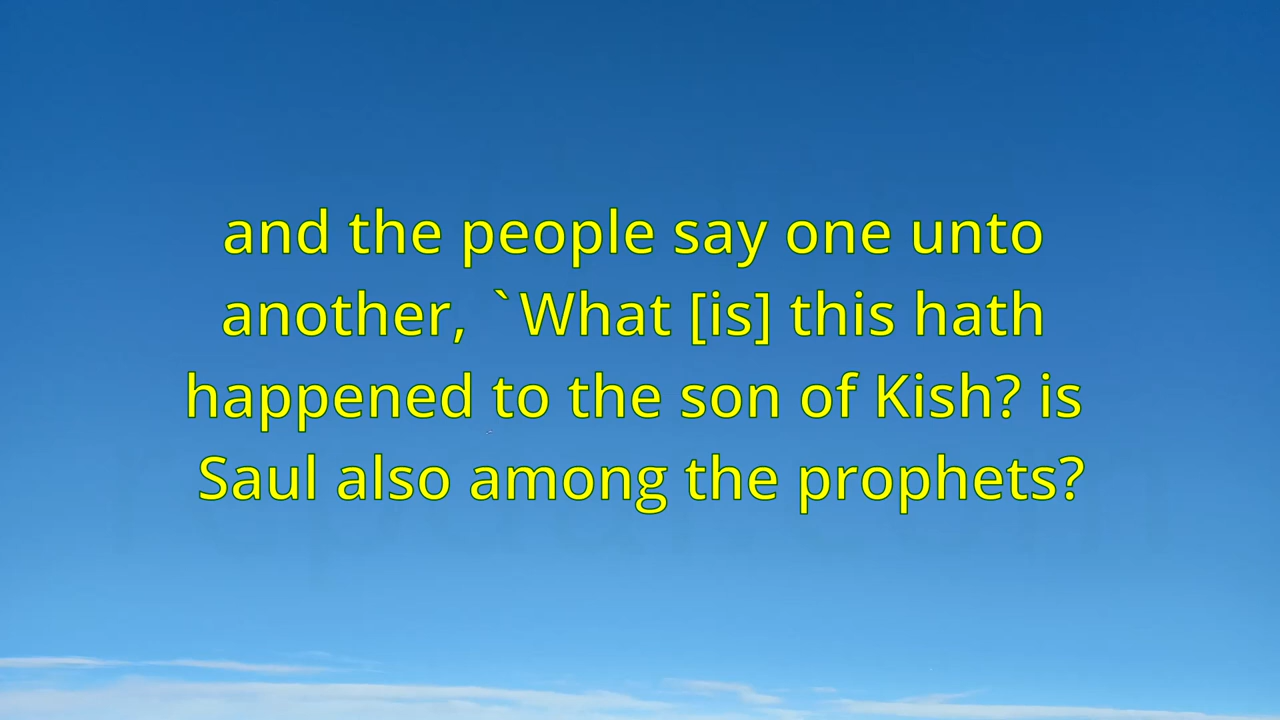 and the people say one unto
another, `What [is] this hath
happened to the son of Kish? is
Saul also among the prophets?